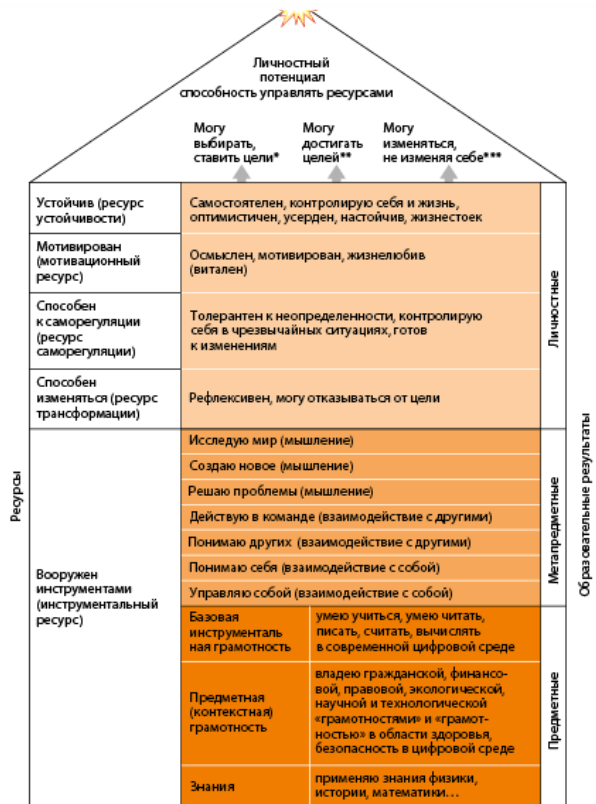 Личностный
потенциал
способность управлять ресурсами
Могу
выбирать,
ставить цели*
Могу
достигать
целей**
Могу
изменяться,
не изменяя себе***
Устойчив (ресурс
устойчивости)
Самостоятелен, контролирую себя и жизнь,
оптимистичен, усерден, настойчив, жизнестоек
Мотивирован
(мотивационный
ресурс)
Осмыслен, мотивирован, жизнелюбив
(витален)
Способен
к саморегуляции
(ресурс
саморегуляции)
Толерантен к неопределенности, контролирую
себя в чрезвычайных ситуациях, готов
к изменениям
Способен
изменяться (ресурс
трансформации)
Рефлексивен, могу отказываться от цели
Личностные
Ресурсы
Вооружен
инструментами
(инструментальный
ресурс)
Исследую мир (мышление)
Создаю новое (мышление)
Решаю проблемы (мышление)
Действую в команде (взаимодействие с другими)
Понимаю других (взаимодействие с другими)
Понимаю себя (взаимодействие с собой)
Управляю собой (взаимодействие с собой)
Метапредметные
Образовательные результаты
Базовая
инструменталь
ная грамотность
умею учиться, умею читать,
писать, считать, вычислять
в современной цифровой среде
Предметная
(контекстная)
грамотность
владею гражданской, финансо-
вой, правовой, экологической,
научной и технологической
«грамотностями» и «грамот-
ностью» в области здоровья,
безопасность в цифровой среде
Знания
применяю знания физики,
истории, математики...
Предметные